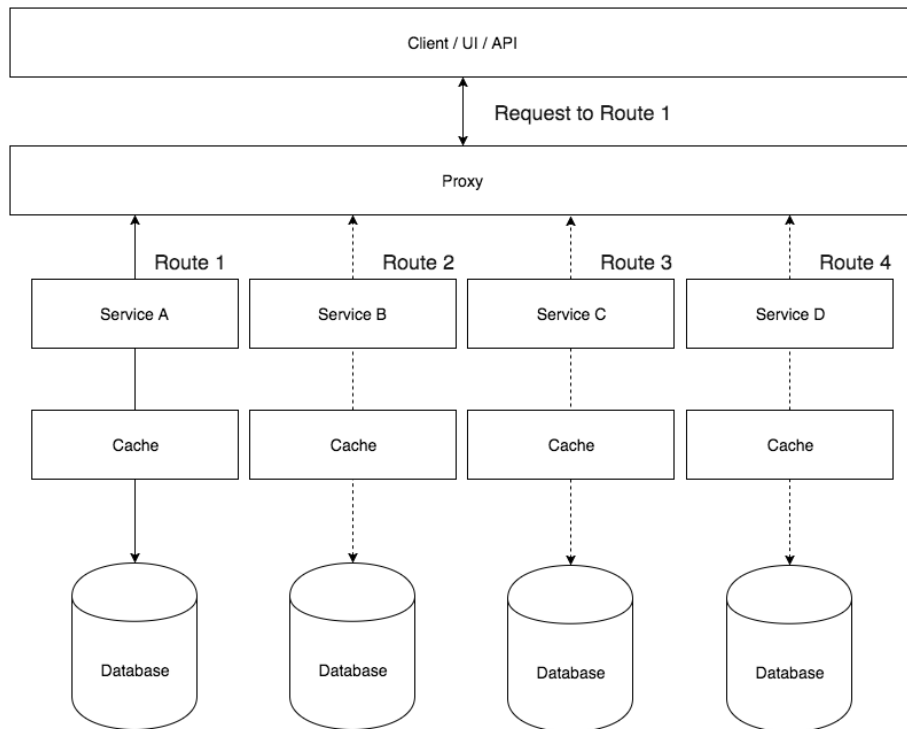 Client / UI / API
Request to Route 1
Proxy
Route 1
Route 2
Route 3
Route 4
Service A
Service B
Service C
Service D
Cache
Cache
Cache
Cache
Database
Database
Database
Database